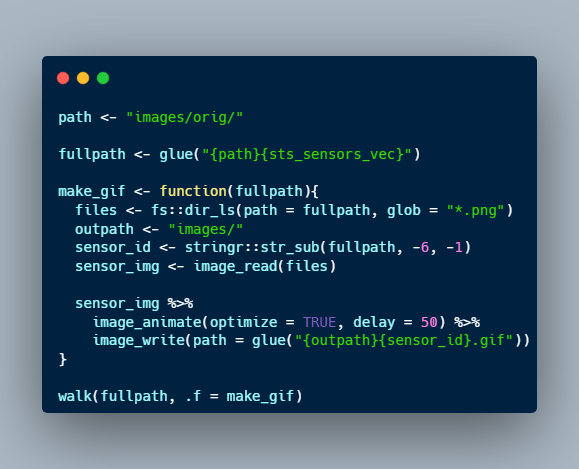 path <- "images/orig/"
fullpath <- glue("{path}{sts_sensors_vec}")
make_gif <- function(fullpath){
  files <- fs::dir_ls(path = fullpath, glob = "*.png")
  outpath <- "images/"
  sensor_id <- stringr::str_sub(fullpath, -6, -1)
  sensor_img <- image_read(files)
  sensor_img %>%
    image_animate(optimize = TRUE, delay = 50) %>%
    image_write(path = glue("{outpath}{sensor_id}.gif"))
}
walk(fullpath, .f = make_gif)